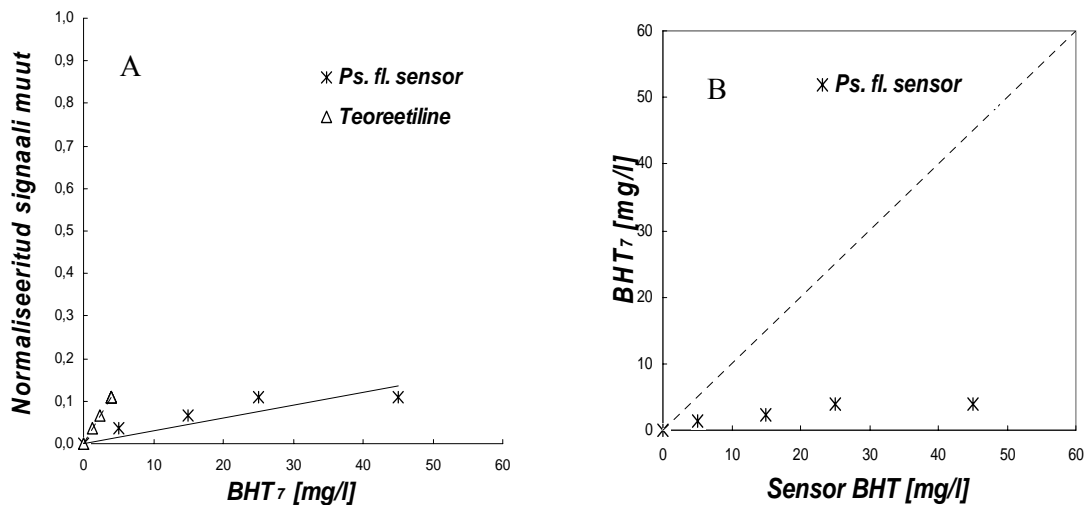 A
Normaliseeritud signaali muut
1,0
0,9
0,8
0,7
0,6
0,5
0,4
0,3
0,2
0,1
0,0
Ps. fl. sensor
Teoreetiline
0 10 20 30 40 50 60
BHT7 [mg/l]
B
BHT7 [mg/l]
60
50
40
30
20
10
0
Ps. fl. sensor
0 10 20 30 40 50 60
Sensor BHT [mg/l]